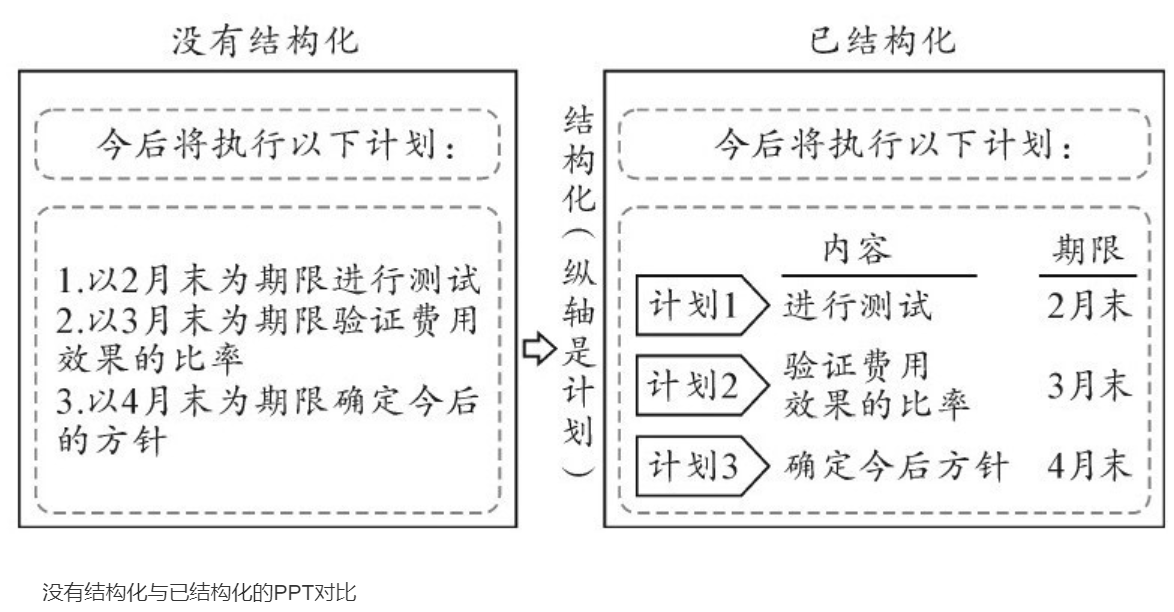 没有结构化
今后将执行以下计划：
1.以2月末为期限进行测试
2.以3月末为期限验证费用
效果的比率
3.以4月末为期限确定今后
的方针
结构化（纵轴是计划）
已结构化
今后将执行以下计划：
内容 期限
计划1 进行测试 2月末
计划2 验证费用
效果的比率 3月末
计划3 确定今后方针 4月末
没有结构化与已结构化的PPT对比